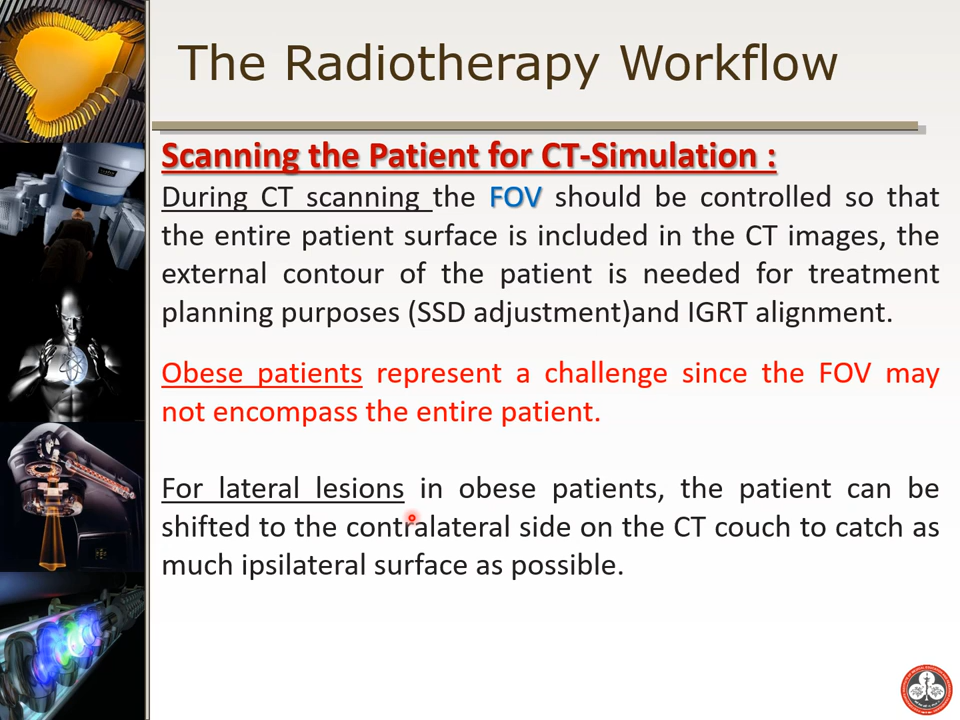 The Radiotherapy Workflow
Scanning the Patient for CT-Simulation :
During CT scanning the FOV should be controlled so that
the entire patient surface is included in the CT images, the
external contour of the patient is needed for treatment
planning purposes (SSD adjustment)and IGRT alignment.
Obese patients represent a challenge since the FOV may
not encompass the entire patient.
For lateral lesions in obese patients, the patient can be
shifted to the contralateral side on the CT couch to catch as
much ipsilateral surface as possible.